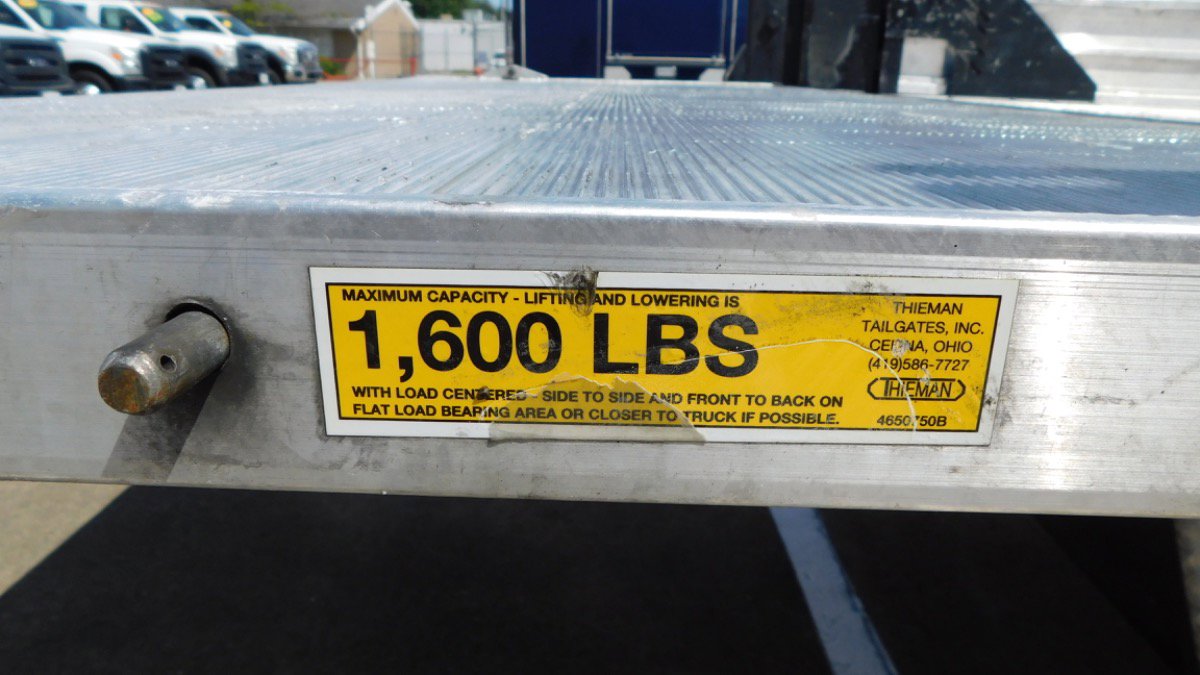 MAXIMUM CAPACITY - LIFTING AND LOWERING IS
1,600 LBS
WITH LOAD CENTERED - SIDE TO SIDE AND FRONT TO BACK ON
FLAT LOAD BEARING AREA OR CLOSER TO TRUCK IF POSSIBLE.
THIEMAN
TAILGATES, INC.
CELINA, OHIO
(419)586-7727
THIEMAN
4650750B